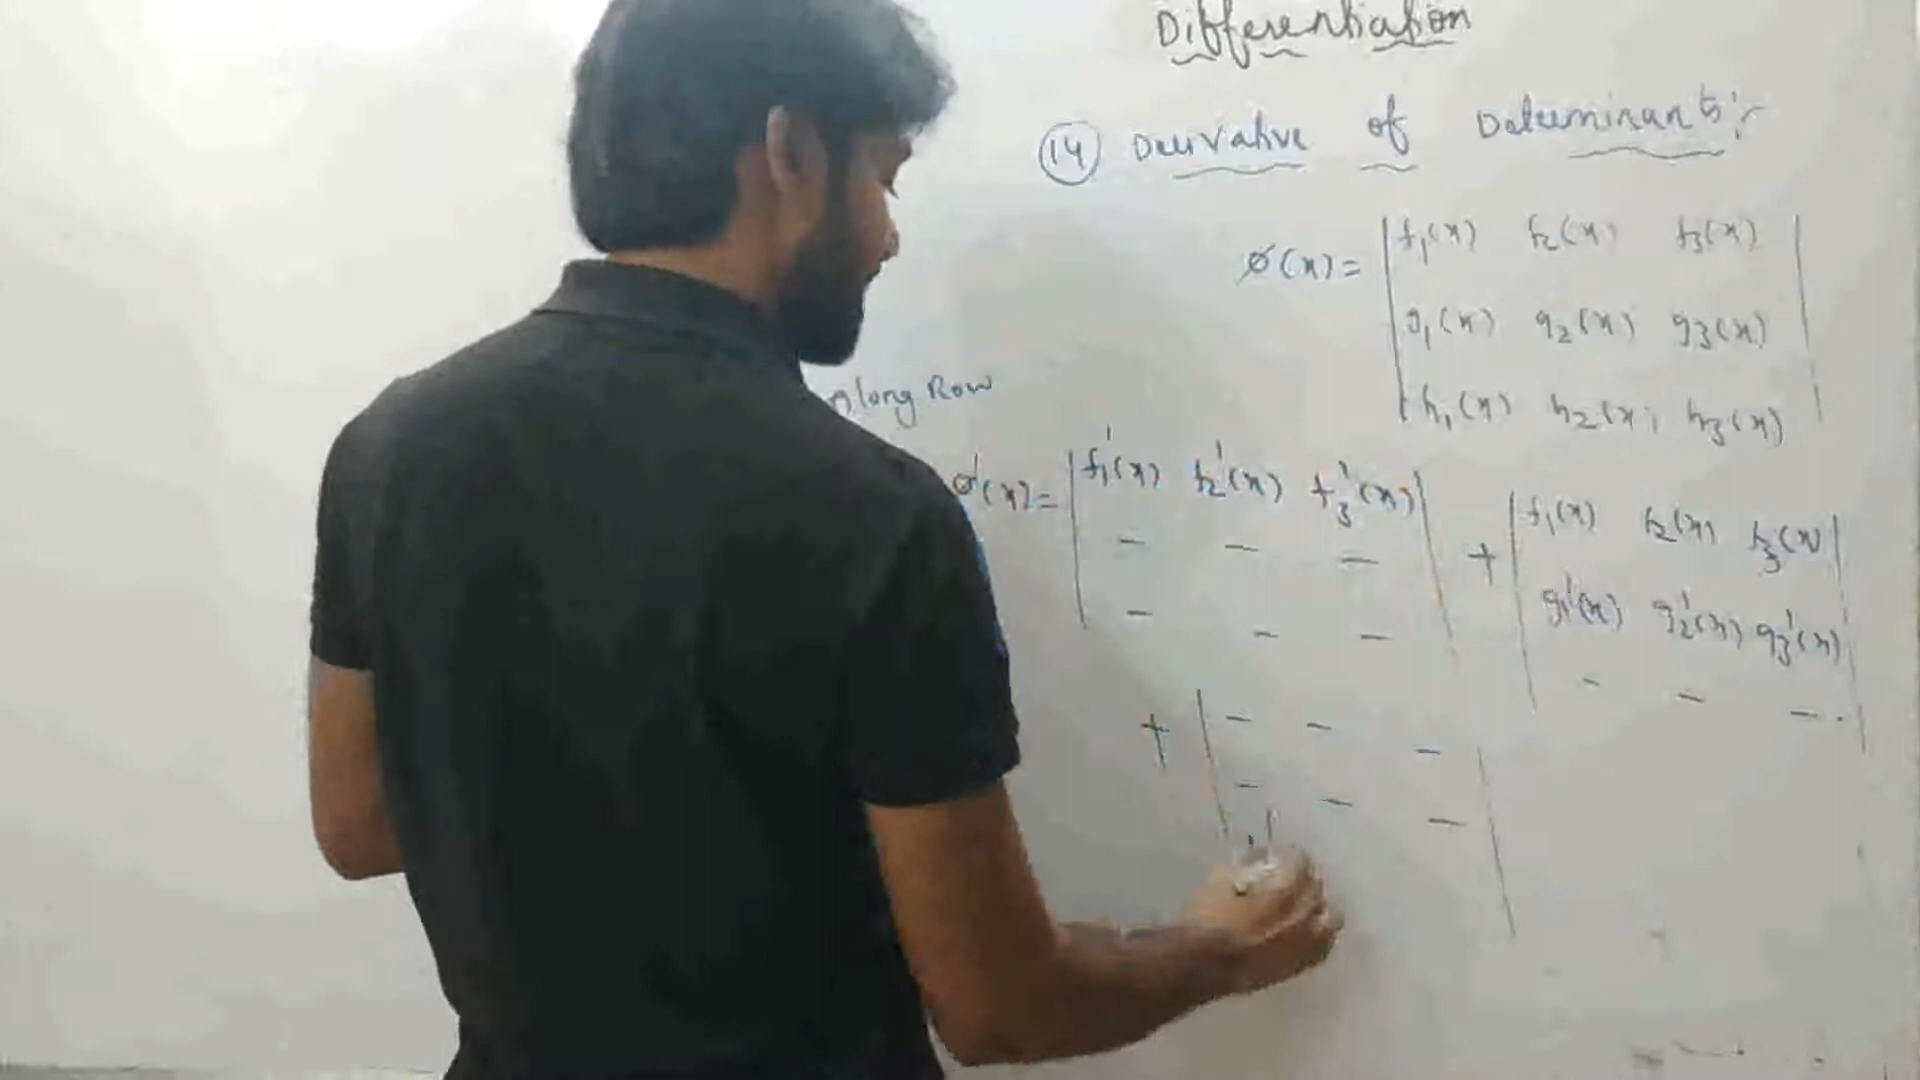 Differentiation
14 Derivative of Determinants:-
ø(x) = | f₁(x) f₂(x) f₃(x) |
| g₁(x) g₂(x) g₃(x) |
| h₁(x) h₂(x) h₃(x) |
Along Row
ø'(x) = | f₁'(x) f₂'(x) f₃'(x) | + | f₁(x) f₂(x) f₃(x) |
| - - - | | g₁'(x) g₂'(x) g₃'(x) |
| - - - | | - - - |
+ | - - - |
| - - - |